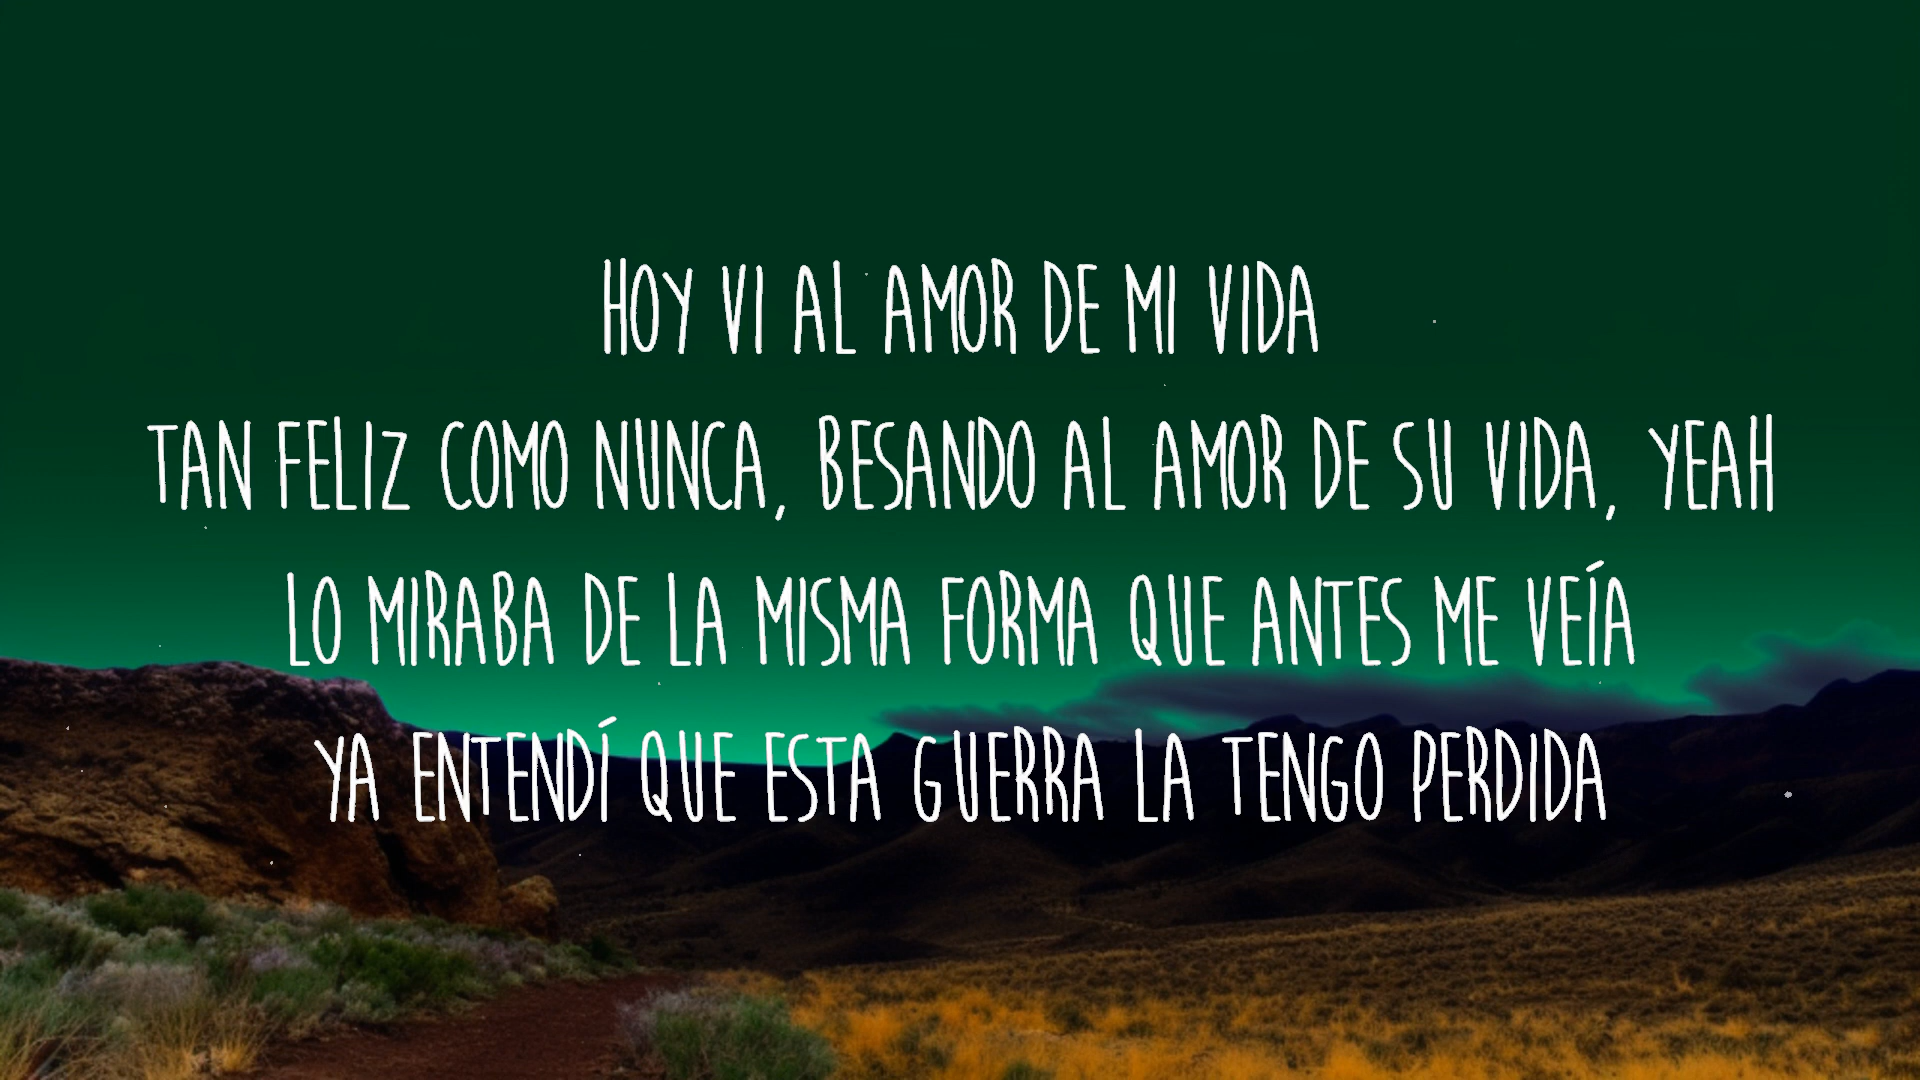 HOY VI AL AMOR DE MI VIDA
TAN FELIZ COMO NUNCA, BESANDO AL AMOR DE SU VIDA, YEAH
LO MIRABA DE LA MISMA FORMA QUE ANTES ME VEÍA
YA ENTENDÍ QUE ESTA GUERRA LA TENGO PERDIDA